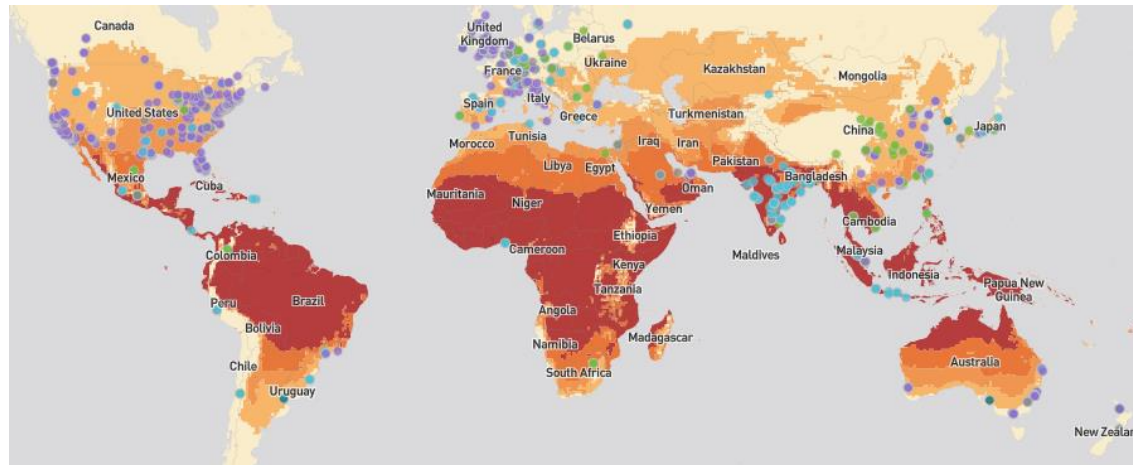 Canada
United
Kingdom
Belarus
Ukraine
France
Kazakhstan
Mongolia
Italy
Spain
United States
Greece
Turkmenistan
China
Japan
Tunisia
Morocco
Iraq
Iran
Libya
Egypt
Pakistan
Bangladesh
Mexico
Cuba
Oman
Mauritania
Niger
Yemen
Cambodia
Ethiopia
Cameroon
Maldives
Malaysia
Colombia
Kenya
Indonesia
Papua New
Guinea
Tanzania
Peru
Brazil
Angola
Bolivia
Madagascar
Namibia
Chile
Australia
South Africa
Uruguay
New Zealan